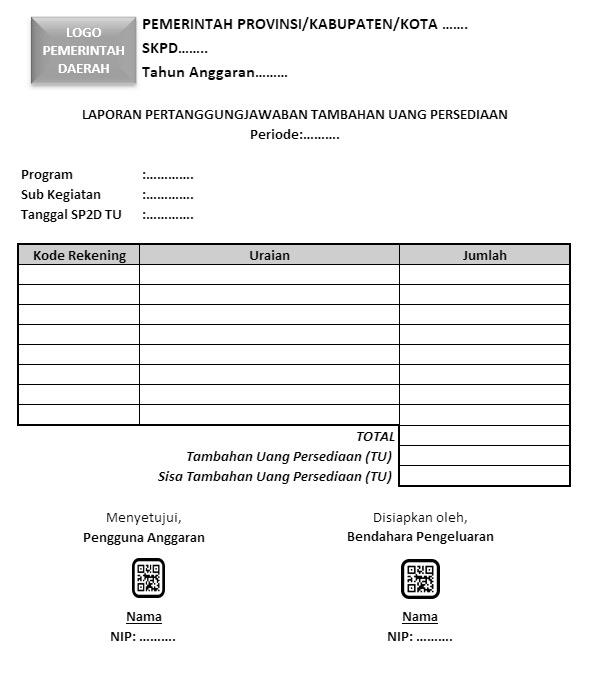 LOGO
PEMERINTAH
DAERAH
PEMERINTAH PROVINSI/KABUPATEN/KOTA .......
SKPD........
Tahun Anggaran.........
LAPORAN PERTANGGUNGJAWABAN TAMBAHAN UANG PERSEDIAAN
Periode:..........
Program :.............
Sub Kegiatan :.............
Tanggal SP2D TU :.............
Kode Rekening Uraian Jumlah
TOTAL
Tambahan Uang Persediaan (TU)
Sisa Tambahan Uang Persediaan (TU)
Menyetujui, Disiapkan oleh,
Pengguna Anggaran Bendahara Pengeluaran
Nama Nama
NIP: .......... NIP: ..........